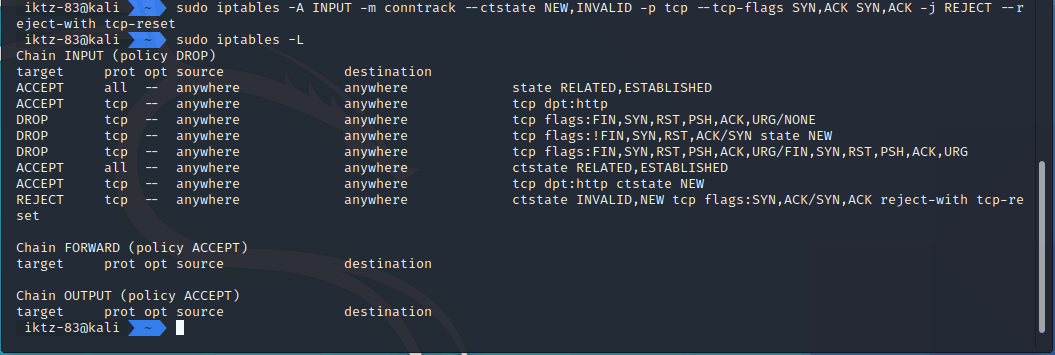 iktz-83@kali ~ sudo iptables -A INPUT -m conntrack --ctstate NEW,INVALID -p tcp --tcp-flags SYN,ACK SYN,ACK -j REJECT --r
eject-with tcp-reset
iktz-83@kali ~ sudo iptables -L
Chain INPUT (policy DROP)
target     prot opt source               destination
ACCEPT     all  --  anywhere             anywhere             state RELATED,ESTABLISHED
ACCEPT     tcp  --  anywhere             anywhere             tcp dpt:http
DROP       tcp  --  anywhere             anywhere             tcp flags:FIN,SYN,RST,PSH,ACK,URG/NONE
DROP       tcp  --  anywhere             anywhere             tcp flags:!FIN,SYN,RST,ACK/SYN state NEW
DROP       tcp  --  anywhere             anywhere             tcp flags:FIN,SYN,RST,PSH,ACK,URG/FIN,SYN,RST,PSH,ACK,URG
ACCEPT     all  --  anywhere             anywhere             ctstate RELATED,ESTABLISHED
ACCEPT     tcp  --  anywhere             anywhere             tcp dpt:http ctstate NEW
REJECT     tcp  --  anywhere             anywhere             ctstate INVALID,NEW tcp flags:SYN,ACK/SYN,ACK reject-with tcp-re
set
Chain FORWARD (policy ACCEPT)
target     prot opt source               destination
Chain OUTPUT (policy ACCEPT)
target     prot opt source               destination
iktz-83@kali ~